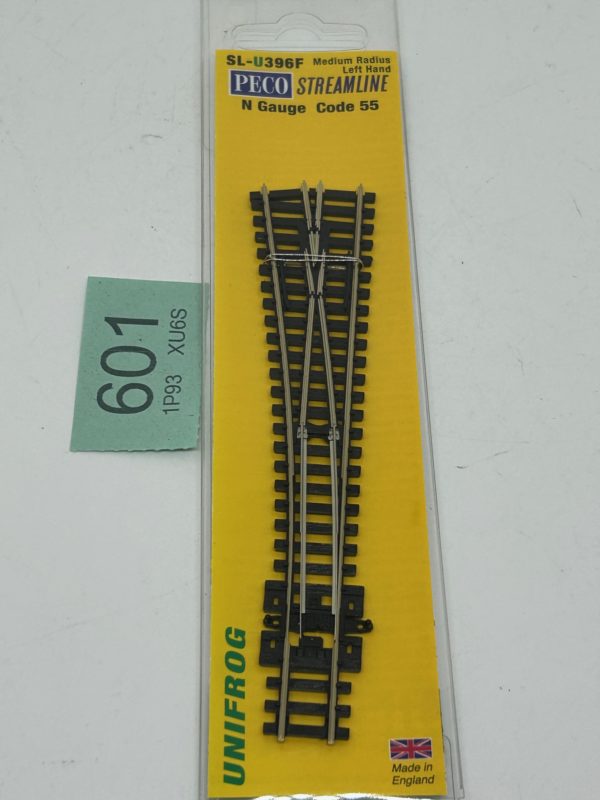 SL-U396F Medium Radius
Left Hand
PECO STREAMLINE
N Gauge Code 55
601
1P93 XU6S
UNIFROG
Made in
England